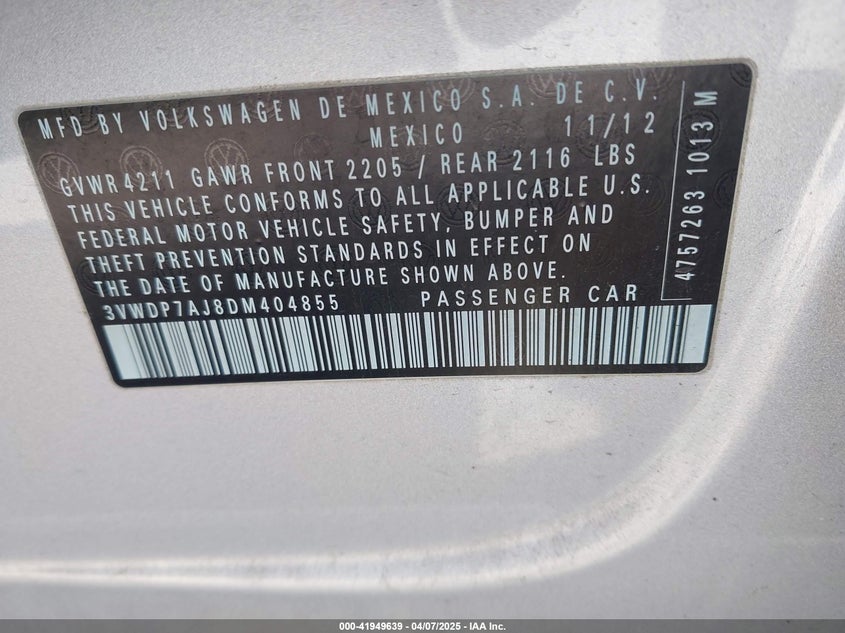 MFD BY VOLKSWAGEN DE MEXICO S.A. DE C.V.
MEXICO 11/12
GVWR 4211 GAWR FRONT 2205 / REAR 2116 LBS
THIS VEHICLE CONFORMS TO ALL APPLICABLE U.S.
FEDERAL MOTOR VEHICLE SAFETY, BUMPER AND
THEFT PREVENTION STANDARDS IN EFFECT ON
THE DATE OF MANUFACTURE SHOWN ABOVE.
3VWDP7AJ8DM404855 PASSENGER CAR
4757263 1013 M
000-41949639 - 04/07/2025 - IAA Inc.